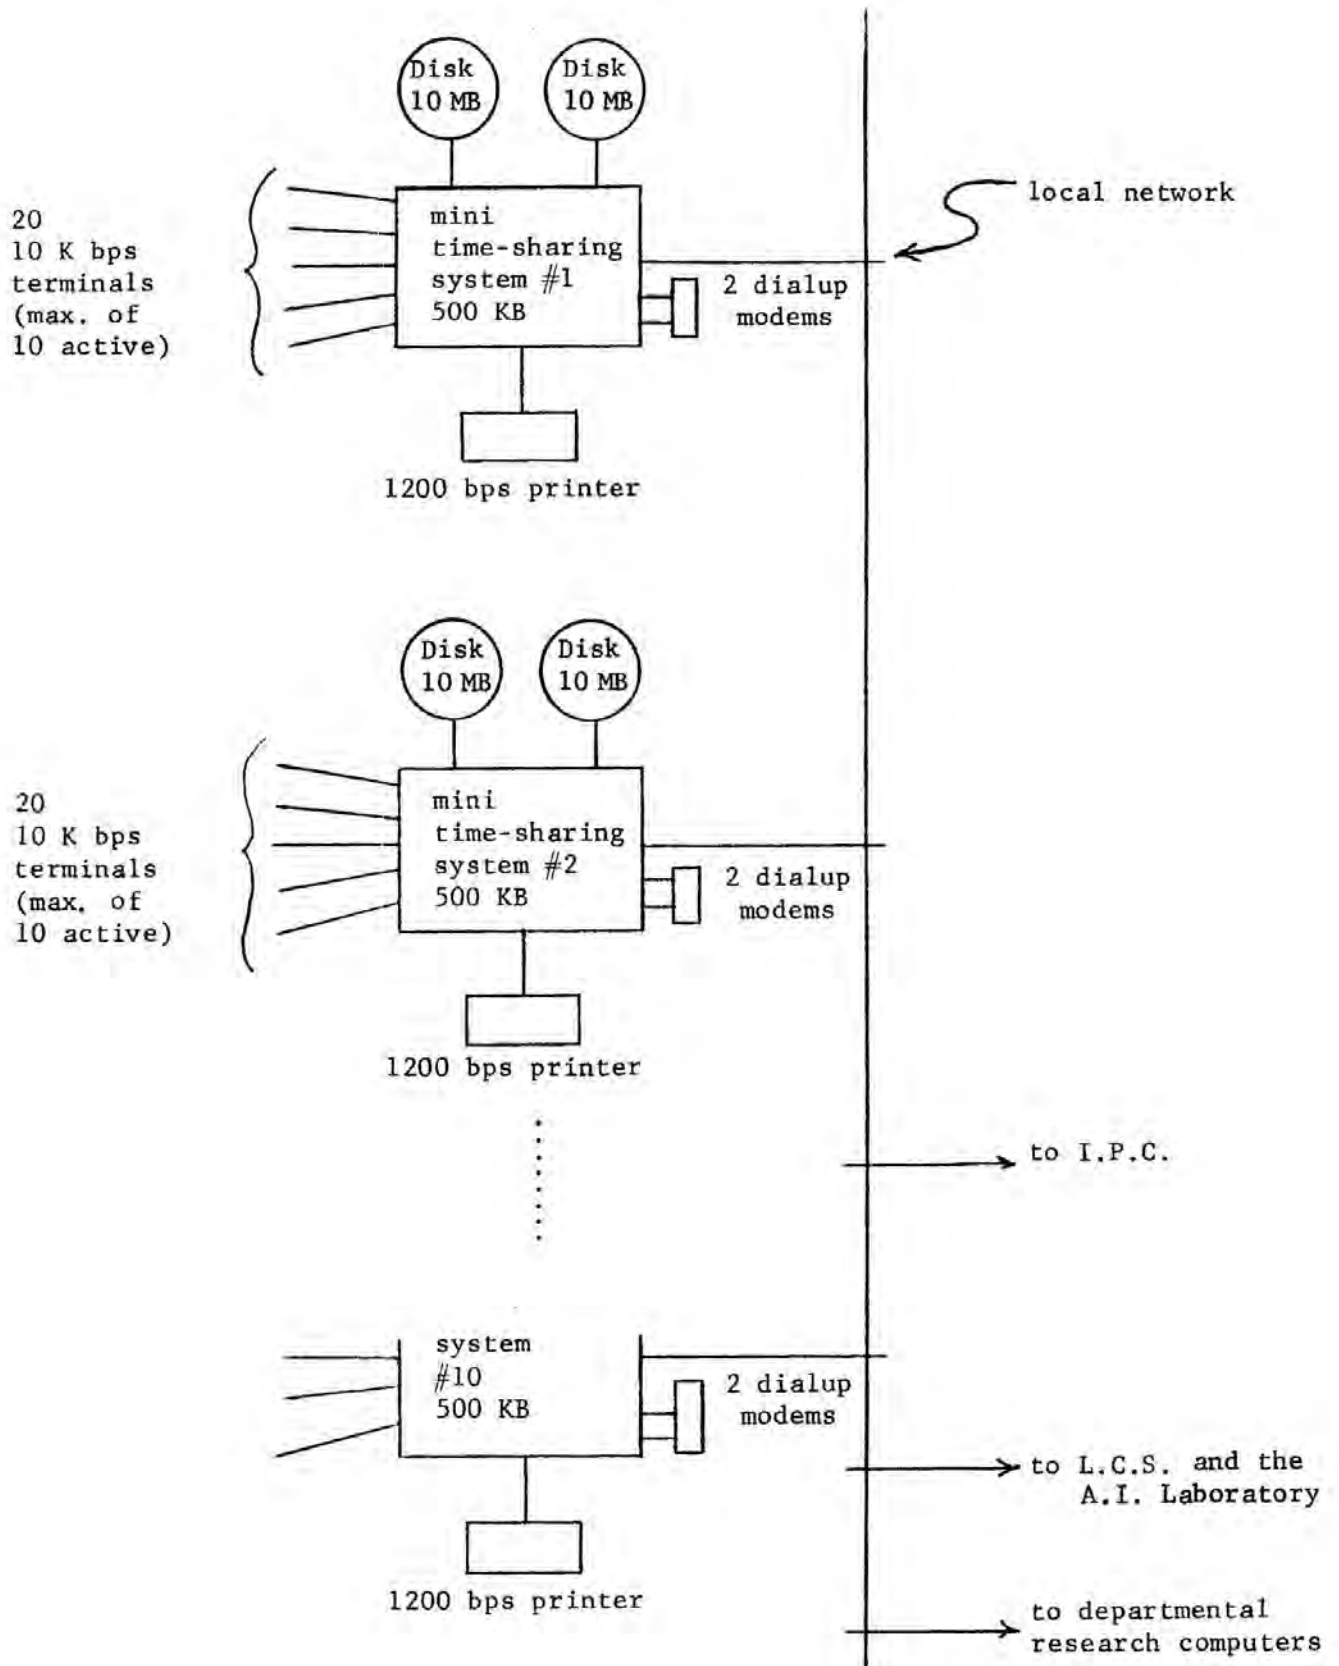 Disk
10 MB
Disk
10 MB
20
10 K bps
terminals
(max. of
10 active)
mini
time-sharing
system #1
500 KB
local network
2 dialup
modems
1200 bps printer
Disk
10 MB
Disk
10 MB
20
10 K bps
terminals
(max. of
10 active)
mini
time-sharing
system #2
500 KB
2 dialup
modems
1200 bps printer
to I.P.C.
system
#10
500 KB
2 dialup
modems
to L.C.S. and the
A.I. Laboratory
1200 bps printer
to departmental
research computers